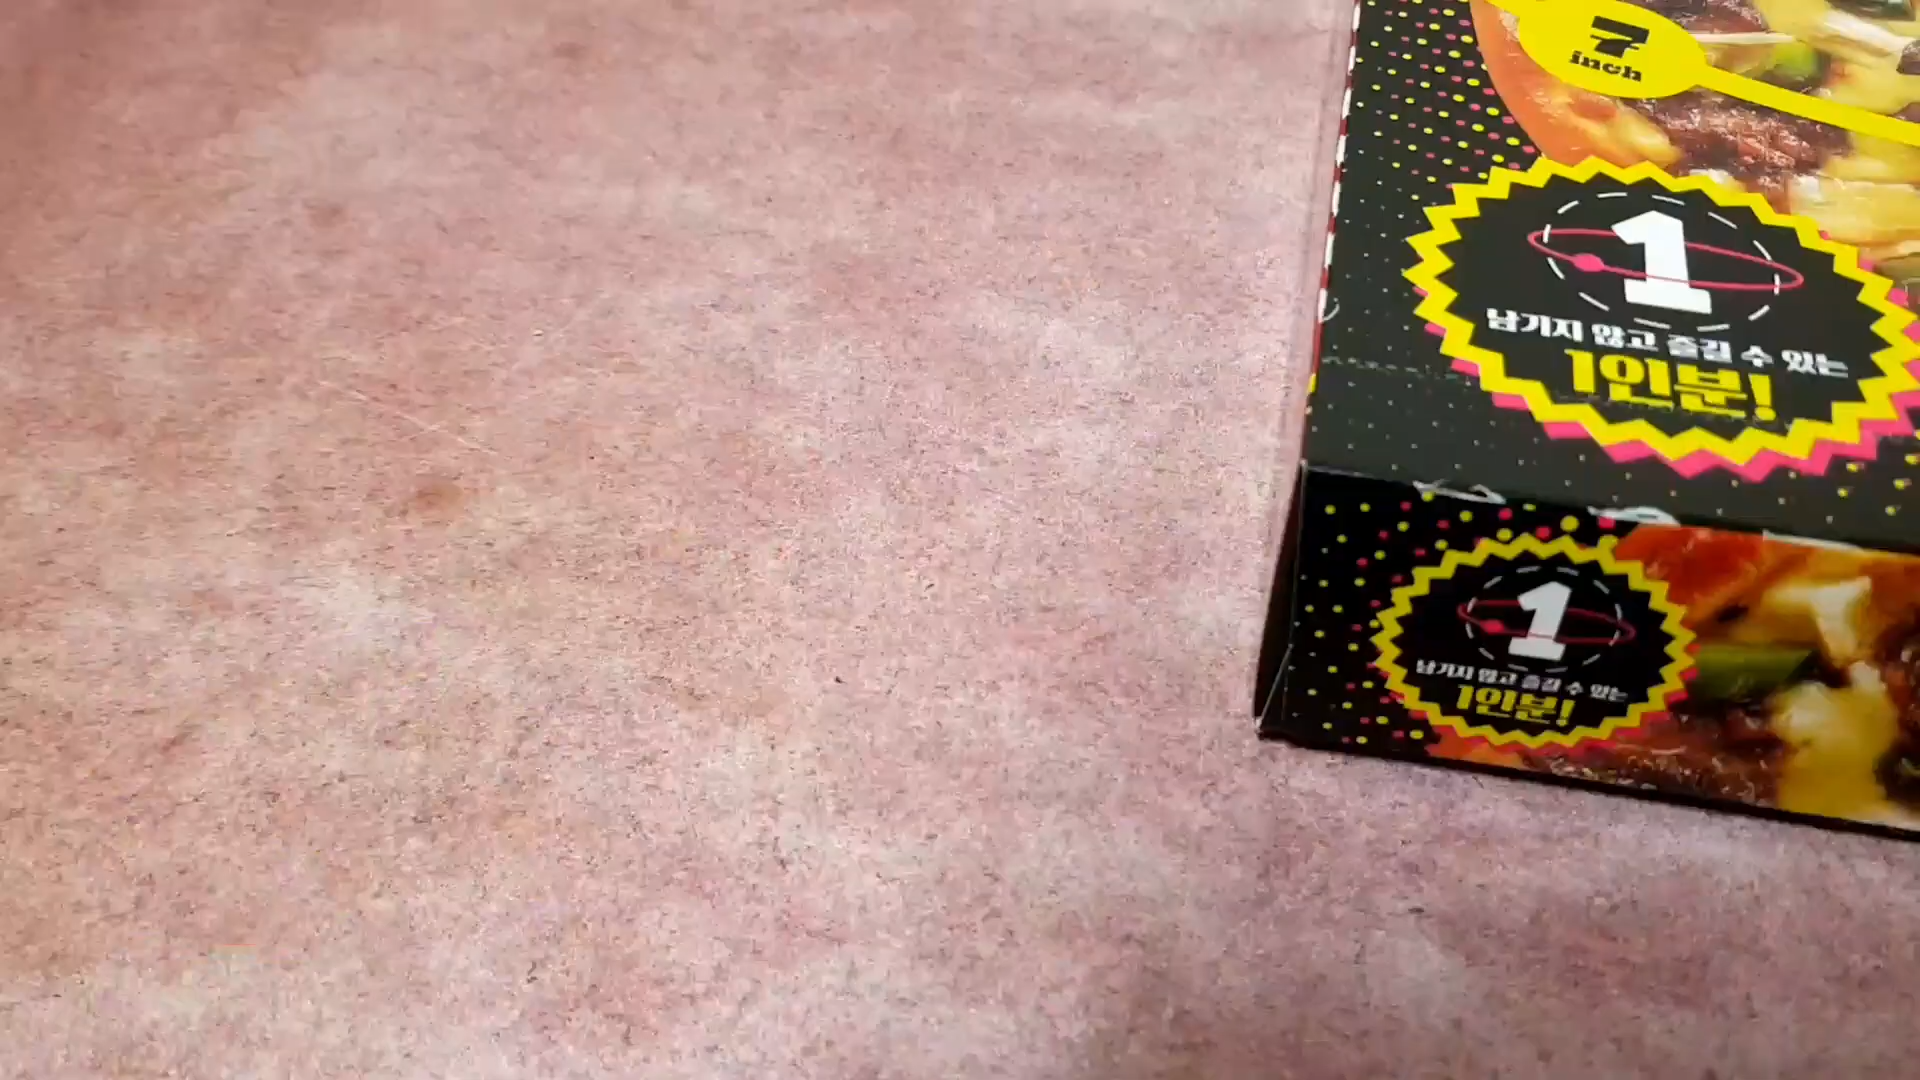 7
inch
1
남기지 않고 즐길 수 있는
1인분!
1
남기지 않고 즐길 수 있는
1인분!